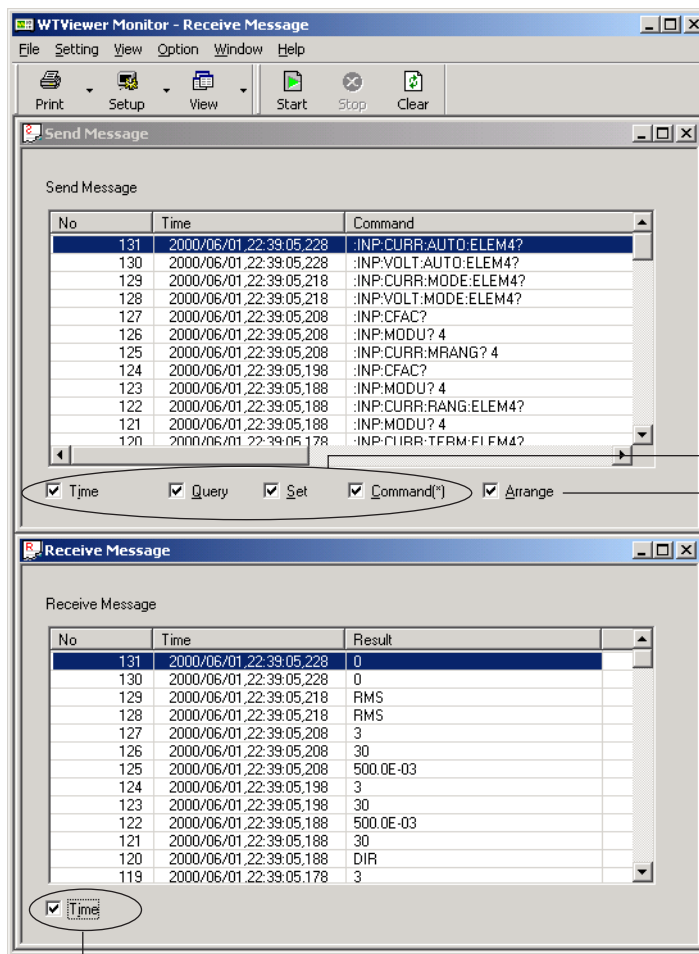 WTViewer Monitor - Receive Message
File Setting View Option Window Help
Print Setup View Start Stop Clear
Send Message
Send Message
No Time Command
131 2000/06/01,22:39:05,228 :INP:CURR:AUTO:ELEM4?
130 2000/06/01,22:39:05,228 :INP:VOLT:AUTO:ELEM4?
129 2000/06/01,22:39:05,218 :INP:CURR:MODE:ELEM4?
128 2000/06/01,22:39:05,218 :INP:VOLT:MODE:ELEM4?
127 2000/06/01,22:39:05,208 :INP:CFAC?
126 2000/06/01,22:39:05,208 :INP:MODU? 4
125 2000/06/01,22:39:05,208 :INP:CURR:MRANG? 4
124 2000/06/01,22:39:05,198 :INP:CFAC?
123 2000/06/01,22:39:05,188 :INP:MODU? 4
122 2000/06/01,22:39:05,188 :INP:CURR:RANG:ELEM4?
121 2000/06/01,22:39:05,188 :INP:MODU? 4
120 2000/06/01,22:39:05,178 :INP:CURR:TERM:ELEM4?
Time Query Set Command(*) Arrange
Receive Message
Receive Message
No Time Result
131 2000/06/01,22:39:05,228 0
130 2000/06/01,22:39:05,228 0
129 2000/06/01,22:39:05,218 RMS
128 2000/06/01,22:39:05,218 RMS
127 2000/06/01,22:39:05,208 3
126 2000/06/01,22:39:05,208 30
125 2000/06/01,22:39:05,208 500.0E-03
124 2000/06/01,22:39:05,198 3
123 2000/06/01,22:39:05,198 30
122 2000/06/01,22:39:05,188 500.0E-03
121 2000/06/01,22:39:05,188 30
120 2000/06/01,22:39:05,188 DIR
119 2000/06/01,22:39:05,178 3
Time